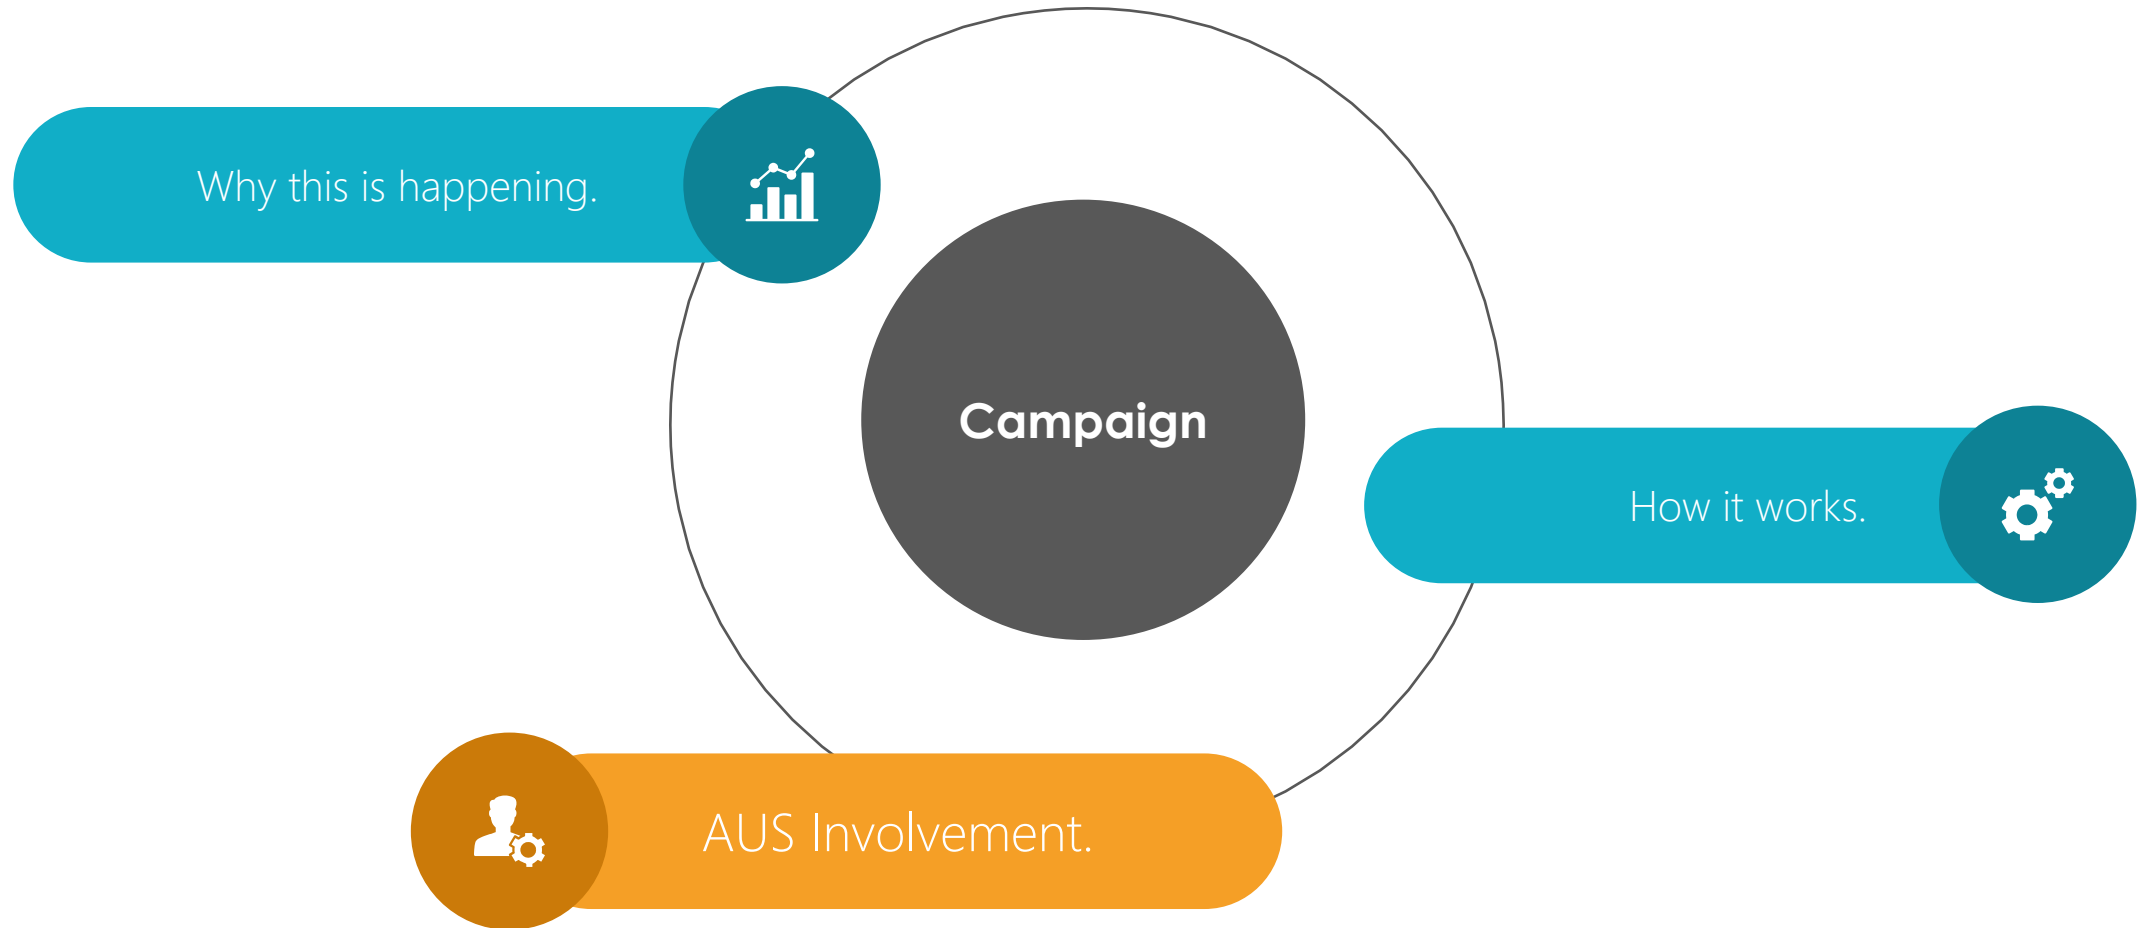 Why this is happening.
Campaign
How it works.
AUS Involvement.